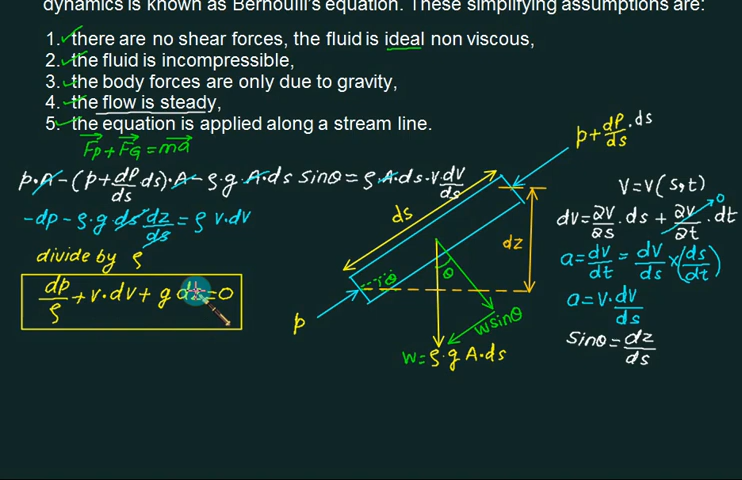 dynamics is known as Bernoulli's equation. These simplifying assumptions are:
1. there are no shear forces, the fluid is ideal non viscous,
2. the fluid is incompressible,
3. the body forces are only due to gravity,
4. the flow is steady,
5. the equation is applied along a stream line.
Fp + FG = ma
p·A - (p + dp/ds ds)·A - ρ·g·A·ds sinθ = ρ·A·ds·v dv/ds
-dp - ρ·g·ds dz/ds = ρ v·dv
divide by ρ
dp/ρ + v·dv + g = 0
ds
dz
θ
θ
p
p + dp/ds · ds
w sinθ
w = ρ·g A·ds
v = v(s,t)
dv = ∂v/∂s · ds + ∂v/∂t · dt
0
a = dv/dt = dv/ds × (ds/dt)
a = v·dv/ds
sinθ = dz/ds